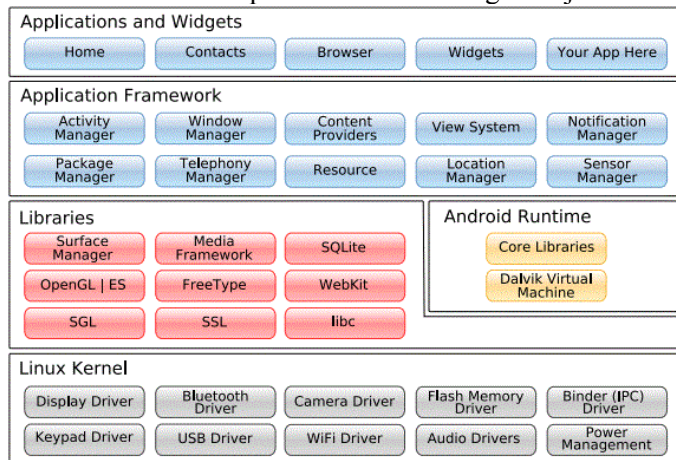 Applications and Widgets
Home Contacts Browser Widgets Your App Here
Application Framework
Activity Manager Window Manager Content Providers View System Notification Manager
Package Manager Telephony Manager Resource Location Manager Sensor Manager
Libraries
Surface Manager Media Framework SQLite
OpenGL | ES FreeType WebKit
SGL SSL libc
Android Runtime
Core Libraries
Dalvik Virtual Machine
Linux Kernel
Display Driver Bluetooth Driver Camera Driver Flash Memory Driver Binder (IPC) Driver
Keypad Driver USB Driver WiFi Driver Audio Drivers Power Management